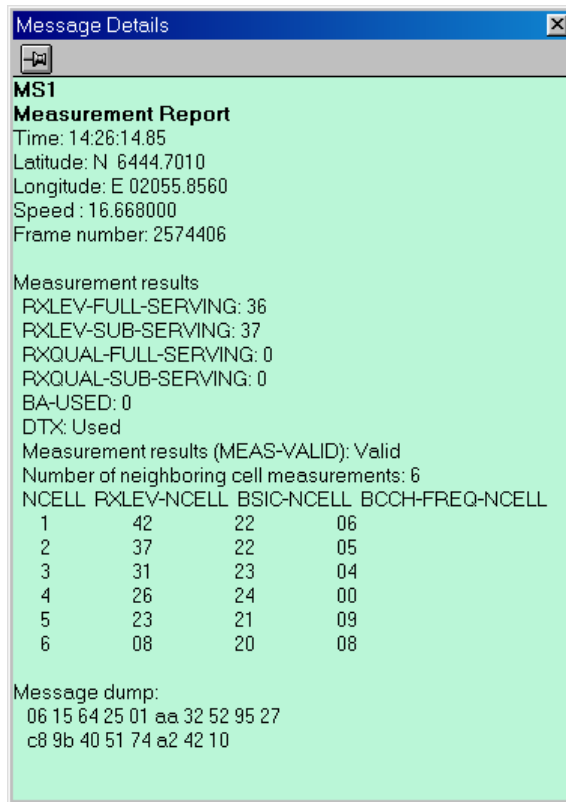 Message Details
MS1
Measurement Report
Time: 14:26:14.85
Latitude: N 6444.7010
Longitude: E 02055.8560
Speed : 16.668000
Frame number: 2574406
Measurement results
RXLEV-FULL-SERVING: 36
RXLEV-SUB-SERVING: 37
RXQUAL-FULL-SERVING: 0
RXQUAL-SUB-SERVING: 0
BA-USED: 0
DTX: Used
Measurement results (MEAS-VALID): Valid
Number of neighboring cell measurements: 6
NCELL RXLEV-NCELL BSIC-NCELL BCCH-FREQ-NCELL
1 42 22 06
2 37 22 05
3 31 23 04
4 26 24 00
5 23 21 09
6 08 20 08
Message dump:
06 15 64 25 01 aa 32 52 95 27
c8 9b 40 51 74 a2 42 10